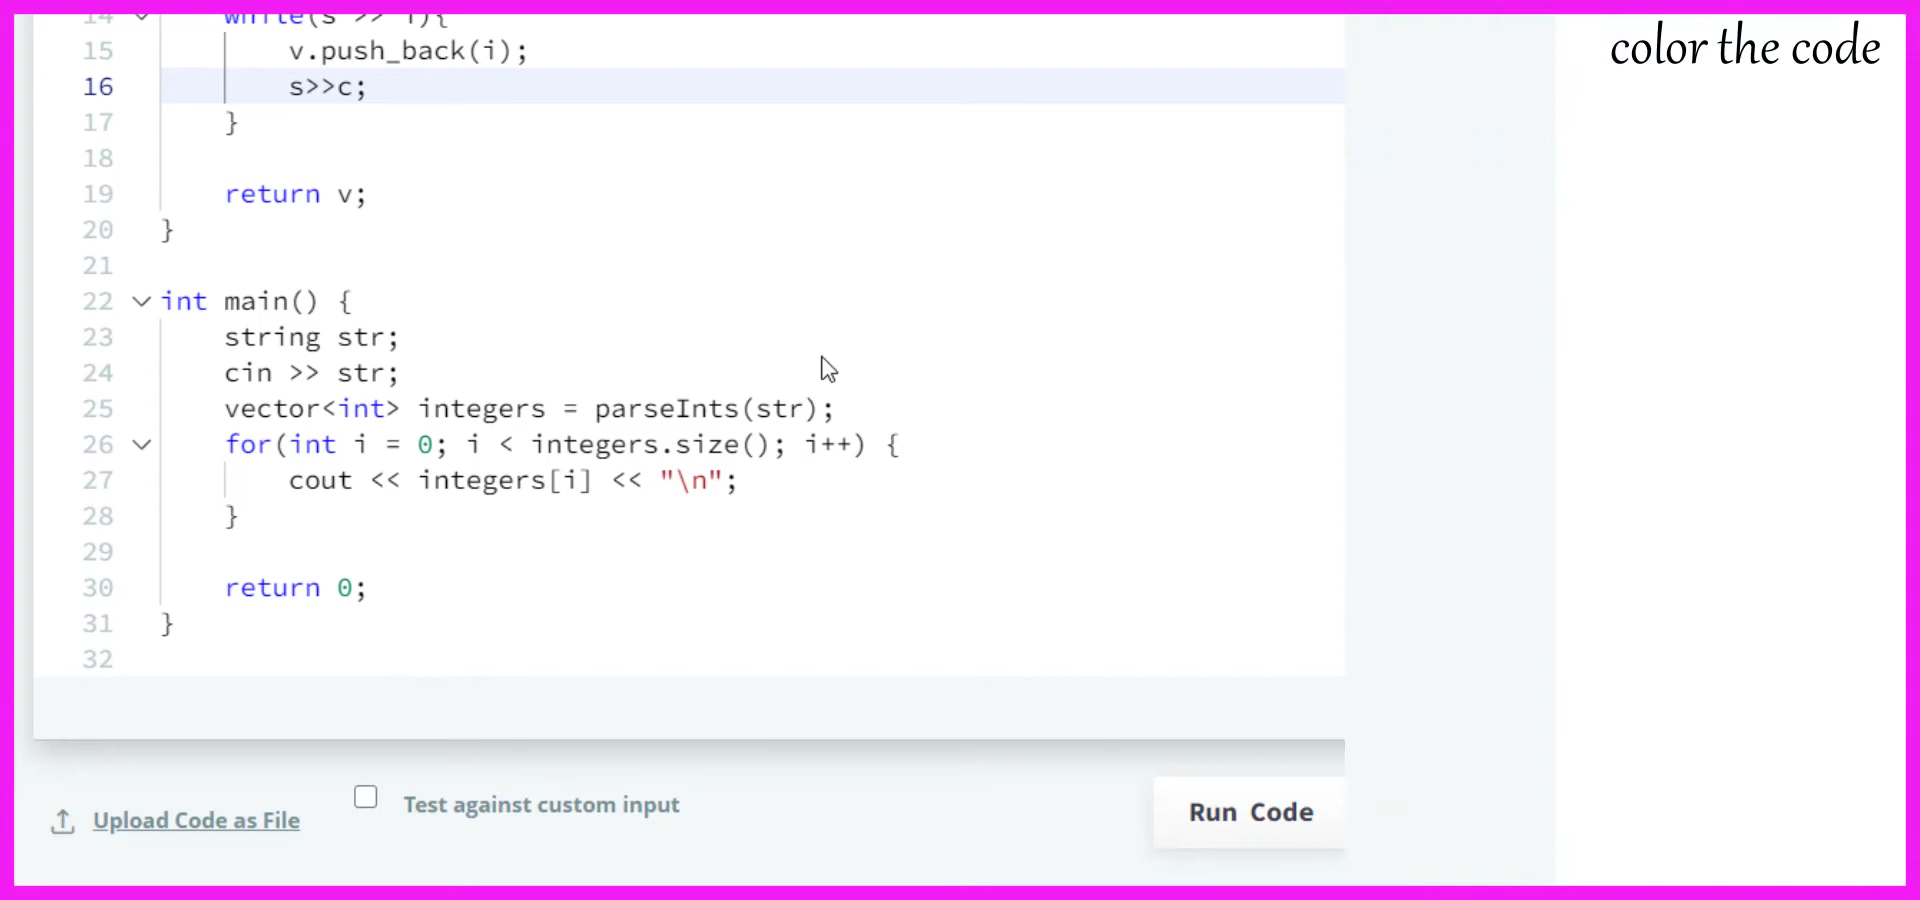 color the code
14 while(s >> i){
15 v.push_back(i);
16 s>>c;
17 }
18
19 return v;
20 }
21
22 int main() {
23 string str;
24 cin >> str;
25 vector<int> integers = parseInts(str);
26 for(int i = 0; i < integers.size(); i++) {
27 cout << integers[i] << "\n";
28 }
29
30 return 0;
31 }
32
Upload Code as File
Test against custom input
Run Code